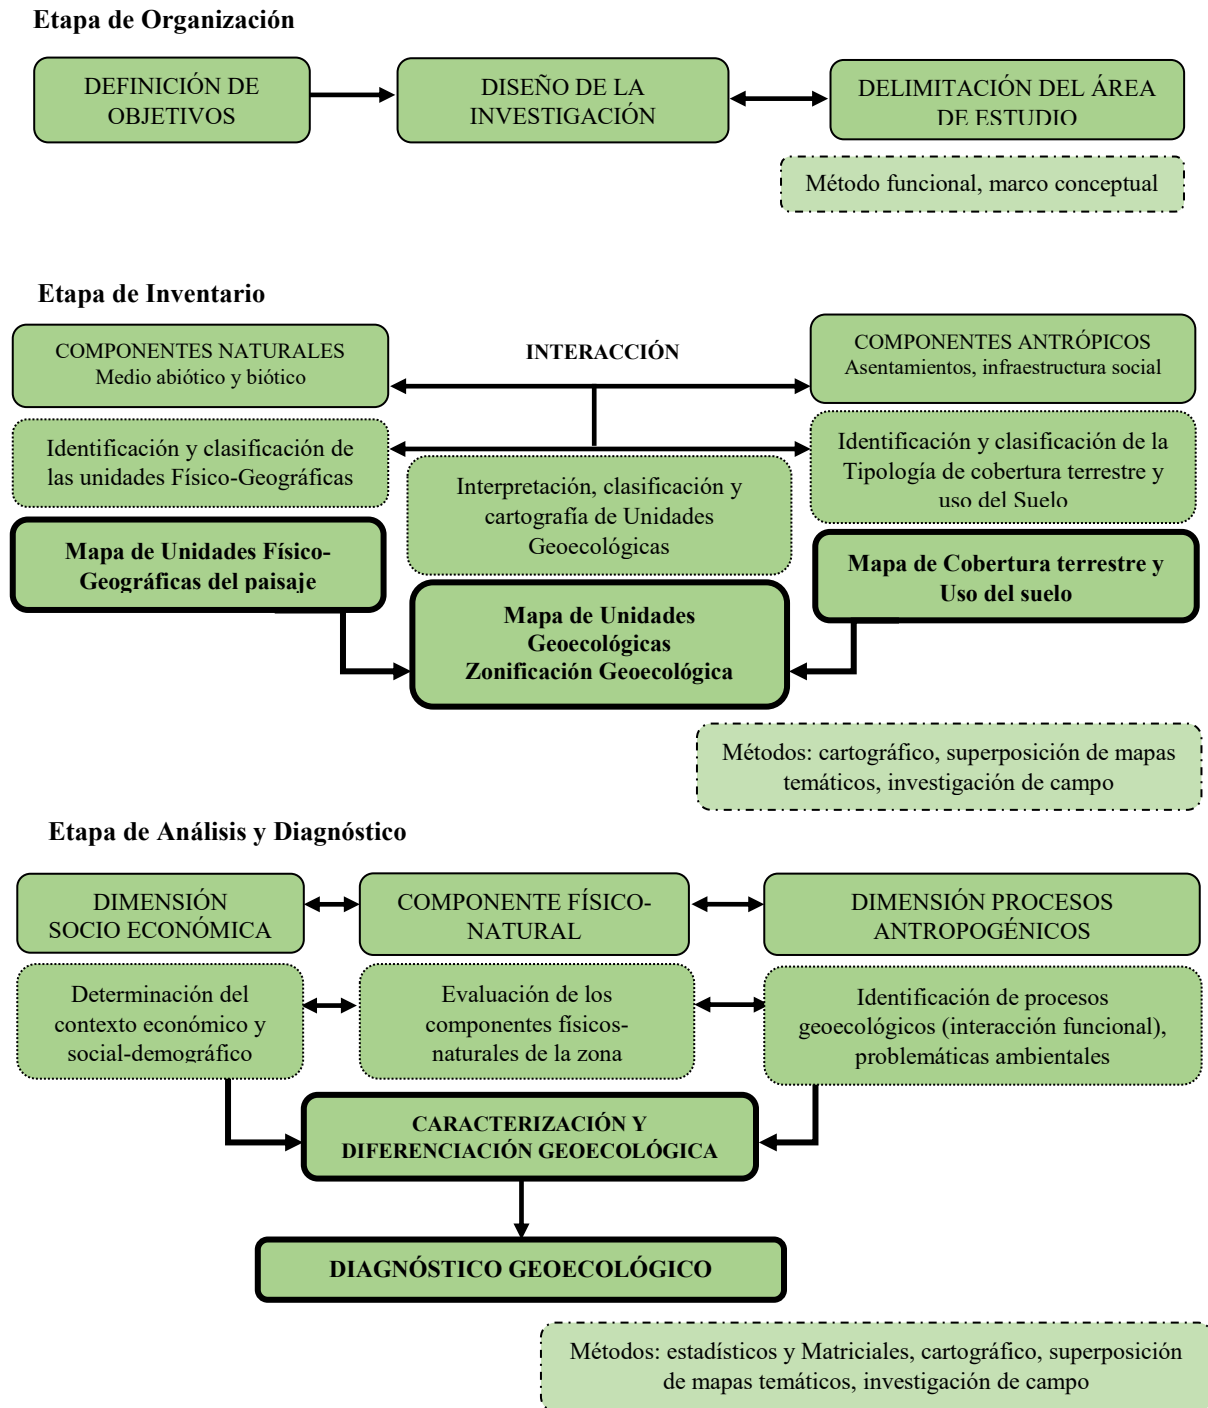 Etapa de Organización
DEFINICIÓN DE
OBJETIVOS
DISEÑO DE LA
INVESTIGACIÓN
DELIMITACIÓN DEL ÁREA
DE ESTUDIO
Método funcional, marco conceptual
Etapa de Inventario
COMPONENTES NATURALES
Medio abiótico y biótico
INTERACCIÓN
COMPONENTES ANTRÓPICOS
Asentamientos, infraestructura social
Identificación y clasificación de
las unidades Físico-Geográficas
Interpretación, clasificación y
cartografía de Unidades
Geoecológicas
Identificación y clasificación de la
Tipología de cobertura terrestre y
uso del Suelo
Mapa de Unidades Físico-
Geográficas del paisaje
Mapa de Unidades
Geoecológicas
Zonificación Geoecológica
Mapa de Cobertura terrestre y
Uso del suelo
Métodos: cartográfico, superposición de mapas
temáticos, investigación de campo
Etapa de Análisis y Diagnóstico
DIMENSIÓN
SOCIO ECONÓMICA
COMPONENTE FÍSICO-
NATURAL
DIMENSIÓN PROCESOS
ANTROPOGÉNICOS
Determinación del
contexto económico y
social-demográfico
Evaluación de los
componentes físicos-
naturales de la zona
Identificación de procesos
geoecológicos (interacción funcional),
problemáticas ambientales
CARACTERIZACIÓN Y
DIFERENCIACIÓN GEOECOLÓGICA
DIAGNÓSTICO GEOECOLÓGICO
Métodos: estadísticos y Matriciales, cartográfico, superposición
de mapas temáticos, investigación de campo